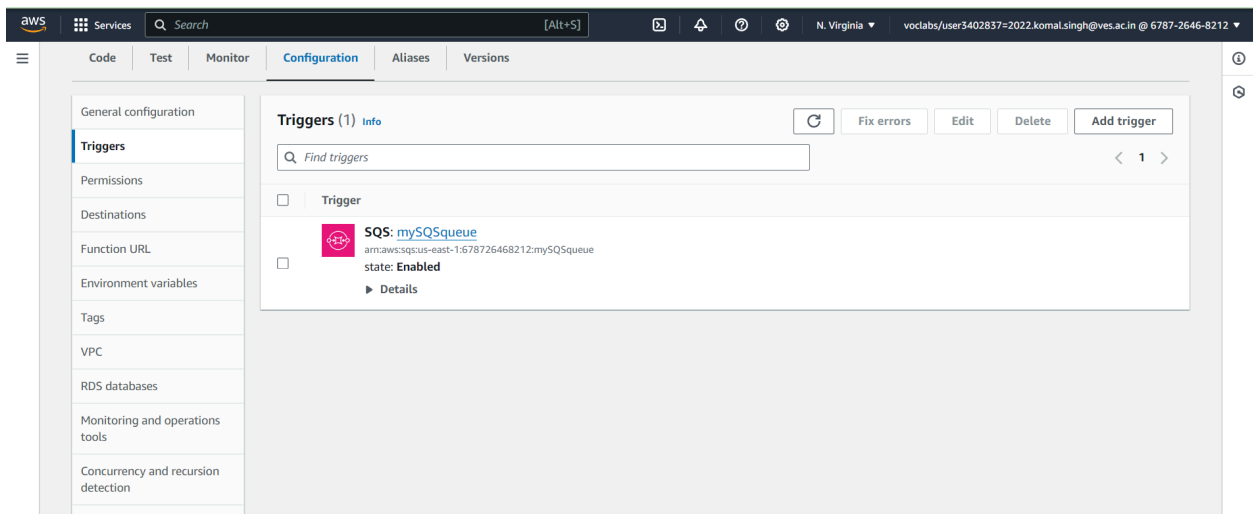 aws
Services
Search
[Alt+S]
N. Virginia ▼
voclabs/user3402837=2022.komal.singh@ves.ac.in @ 6787-2646-8212 ▼
Code
Test
Monitor
Configuration
Aliases
Versions
General configuration
Triggers
Permissions
Destinations
Function URL
Environment variables
Tags
VPC
RDS databases
Monitoring and operations
tools
Concurrency and recursion
detection
Triggers (1) Info
Fix errors
Edit
Delete
Add trigger
Find triggers
< 1 >
Trigger
SQS: mySQSqueue
arn:aws:sqs:us-east-1:678726468212:mySQSqueue
state: Enabled
▶ Details